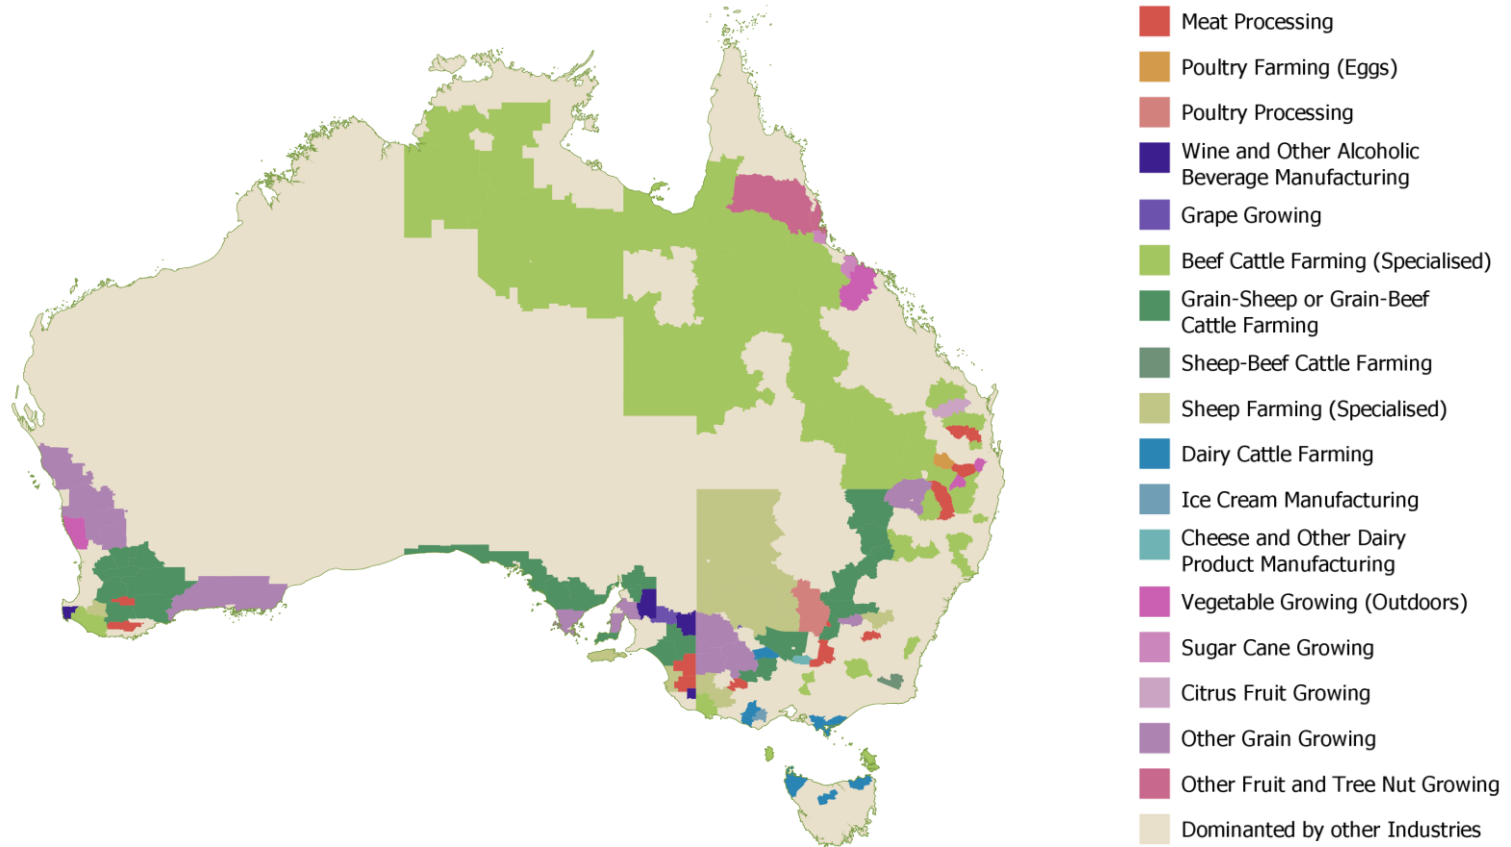 Meat Processing
Poultry Farming (Eggs)
Poultry Processing
Wine and Other Alcoholic
Beverage Manufacturing
Grape Growing
Beef Cattle Farming (Specialised)
Grain-Sheep or Grain-Beef
Cattle Farming
Sheep-Beef Cattle Farming
Sheep Farming (Specialised)
Dairy Cattle Farming
Ice Cream Manufacturing
Cheese and Other Dairy
Product Manufacturing
Vegetable Growing (Outdoors)
Sugar Cane Growing
Citrus Fruit Growing
Other Grain Growing
Other Fruit and Tree Nut Growing
Dominanted by other Industries